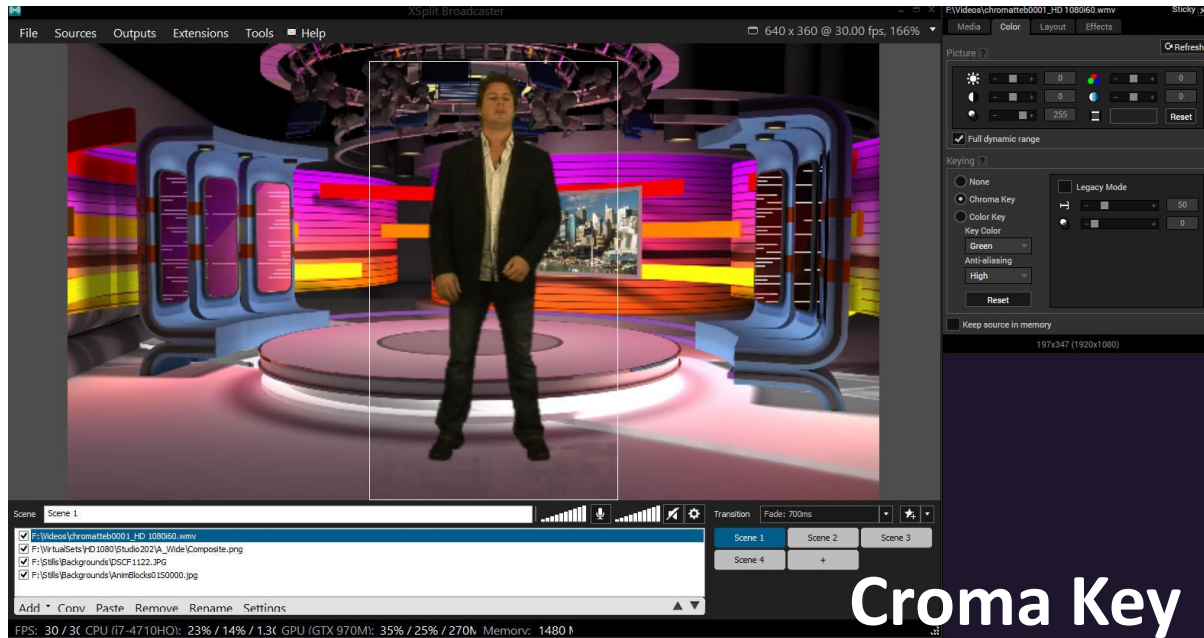 XSplit Broadcaster
File Sources Outputs Extensions Tools Help
640 x 360 @ 30.00 fps, 166%
F:\Videos\chromatteb0001_HD 1080i60.wmv Sticky
Media Color Layout Effects
Picture ? Refresh
0 0
0 0
255 Reset
Full dynamic range
Keying ?
None
Chroma Key
Color Key
Key Color
Green
Anti-aliasing
High
Reset
Legacy Mode
50
0
Keep source in memory
197x347 (1920x1080)
Scene Scene 1
Transition Fade: 700ms
F:\Videos\chromatteb0001_HD 1080i60.wmv
F:\VirtualSets\HD1080\Studio202\A_Wide\Composite.png
F:\Stills\Backgrounds\DSCF1122.JPG
F:\Stills\Backgrounds\AnimBlocks01S0000.jpg
Scene 1 Scene 2 Scene 3
Scene 4 +
Add Copy Paste Remove Rename Settings
FPS: 30 / 3( CPU (i7-4710HQ): 23% / 14% / 1.3( GPU (GTX 970M): 35% / 25% / 270\ Memory: 1480 \
Croma Key